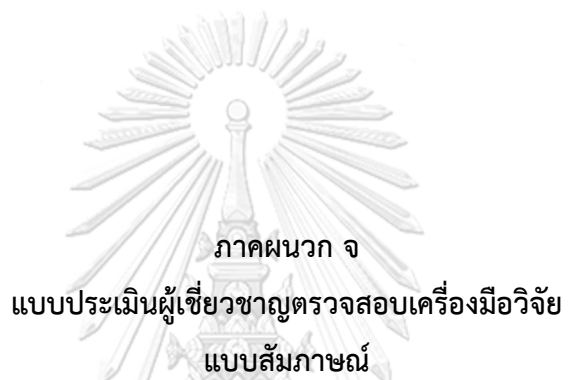 ภาคผนวก จ
แบบประเมินผู้เชี่ยวชาญตรวจสอบเครื่องมือวิจัย
แบบสัมภาษณ์